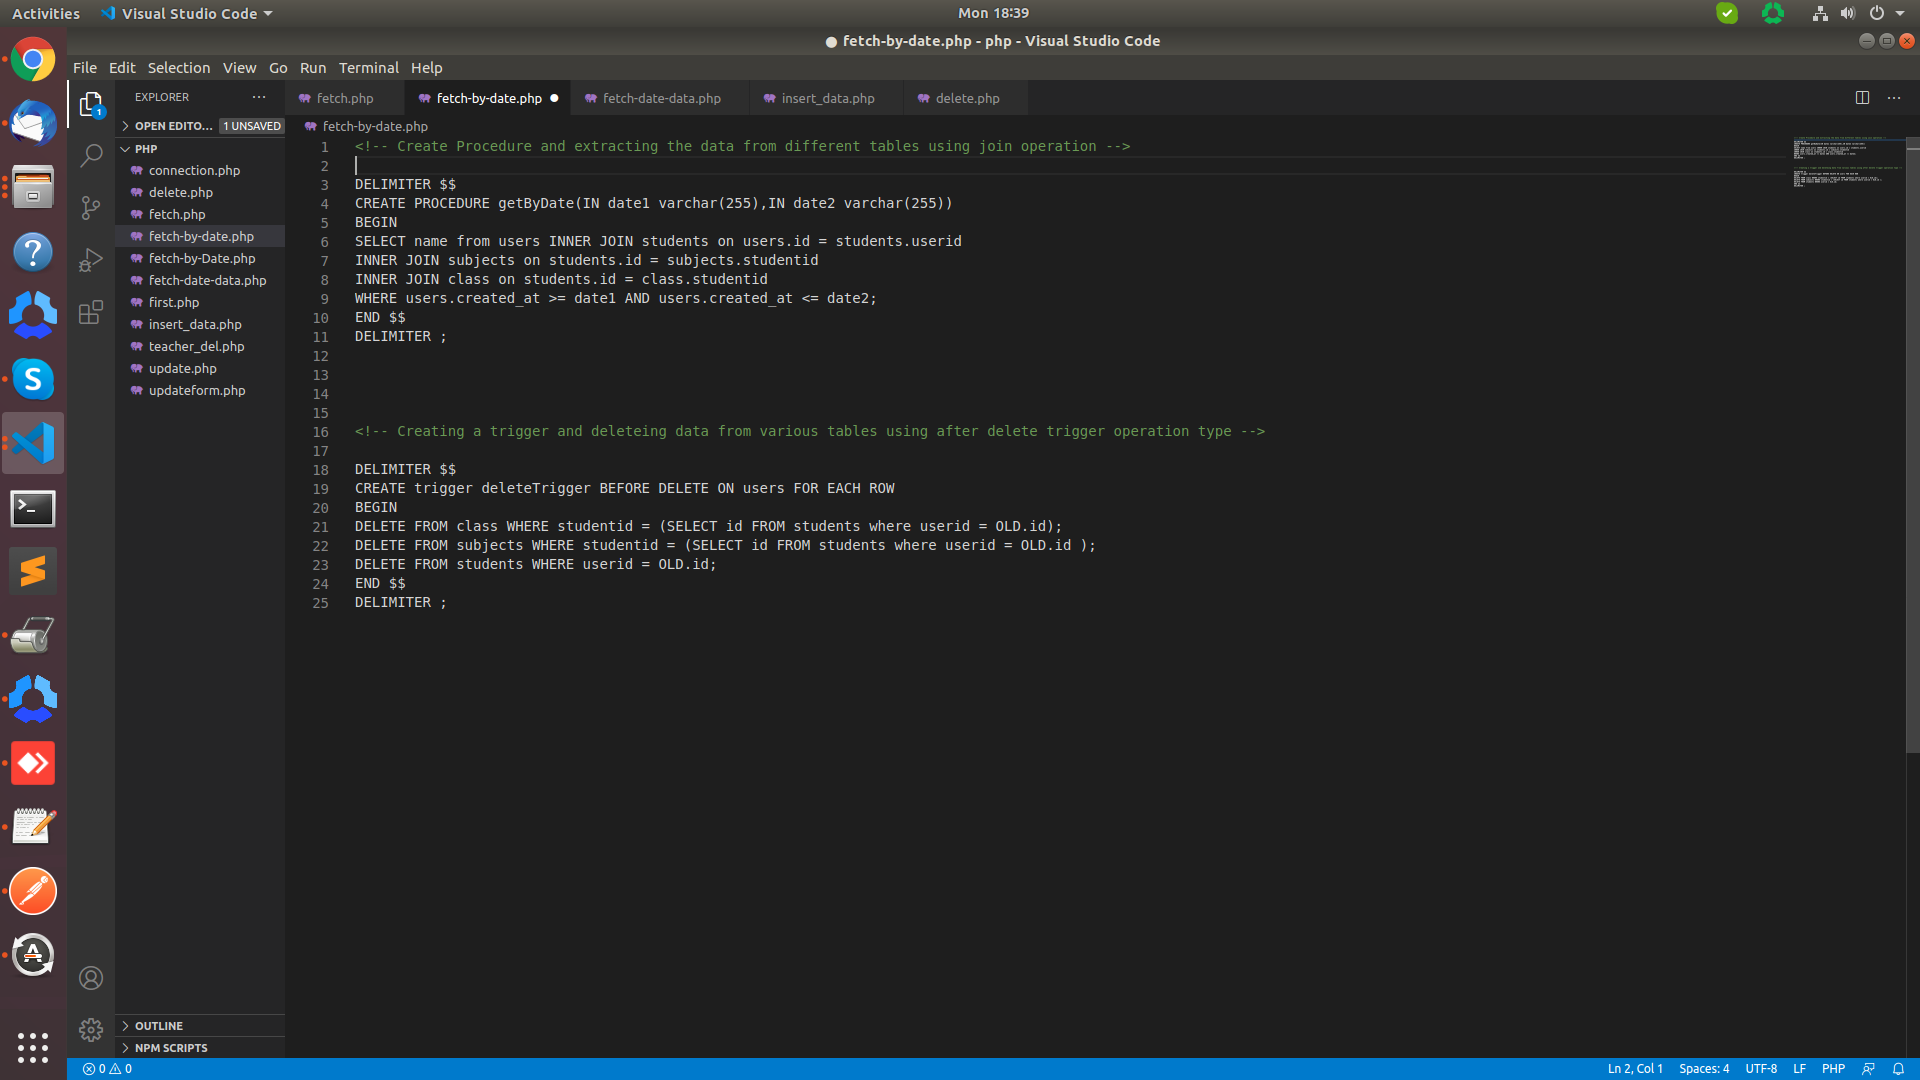 Activities Visual Studio Code Mon 18:39
● fetch-by-date.php - php - Visual Studio Code
File Edit Selection View Go Run Terminal Help
EXPLORER
fetch.php fetch-by-date.php fetch-date-data.php insert_data.php delete.php
OPEN EDITO... 1 UNSAVED
fetch-by-date.php
PHP
connection.php
delete.php
fetch.php
fetch-by-date.php
fetch-by-Date.php
fetch-date-data.php
first.php
insert_data.php
teacher_del.php
update.php
updateform.php
OUTLINE
NPM SCRIPTS
1 <!-- Create Procedure and extracting the data from different tables using join operation -->
2
3 DELIMITER $$
4 CREATE PROCEDURE getByDate(IN date1 varchar(255),IN date2 varchar(255))
5 BEGIN
6 SELECT name from users INNER JOIN students on users.id = students.userid
7 INNER JOIN subjects on students.id = subjects.studentid
8 INNER JOIN class on students.id = class.studentid
9 WHERE users.created_at >= date1 AND users.created_at <= date2;
10 END $$
11 DELIMITER ;
12
13
14
15
16 <!-- Creating a trigger and deleteing data from various tables using after delete trigger operation type -->
17
18 DELIMITER $$
19 CREATE trigger deleteTrigger BEFORE DELETE ON users FOR EACH ROW
20 BEGIN
21 DELETE FROM class WHERE studentid = (SELECT id FROM students where userid = OLD.id);
22 DELETE FROM subjects WHERE studentid = (SELECT id FROM students where userid = OLD.id );
23 DELETE FROM students WHERE userid = OLD.id;
24 END $$
25 DELIMITER ;
0 0 Ln 2, Col 1 Spaces: 4 UTF-8 LF PHP